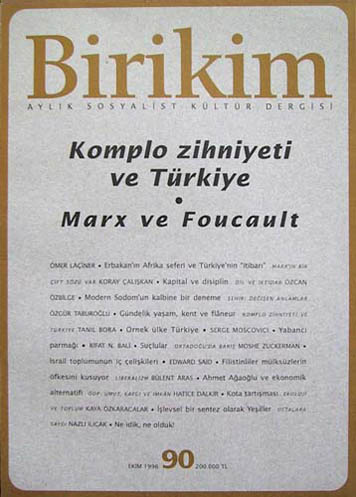 Birikim
AYLIK SOSYALİST KÜLTÜR DERGİSİ
Komplo zihniyeti
ve Türkiye
•
Marx ve Foucault
ÖMER LAÇİNER • Erbakan'ın Afrika seferi ve Türkiye'nin "itibarı" MARX'IN BİR
ÇİFT SÖZÜ VAR KORAY ÇALIŞKAN • Kapital ve disiplin DİL VE İKTİDAR ÖZCAN
ÖZBİLGE • Modern Sodom'un kalbine bir deneme ŞEHİR: DEĞİŞEN ANLAMLAR
ÖZGÜR TABUROĞLU • Gündelik yaşam, kent ve flâneur KOMPLO ZİHNİYETİ VE
TÜRKİYE TANIL BORA • Örnek ülke Türkiye • SERGE MOSCOVICI • Yabancı
parmağı • RIFAT N. BALİ • Suçlular ORTADOĞU'DA BARIŞ MOSHE ZUCKERMAN •
İsrail toplumunun iç çelişkileri • EDWARD SAID • Filistinliler mülksüzlerin
öfkesini kusuyor LİBERALİZM BÜLENT ARAS • Ahmet Ağaoğlu ve ekonomik
alternatifi ÖDP: UMUT, KAYGI VE İMKÂN HATİCE DALKIR • Kota tartışması EKOLOJİ
VE TOPLUM KAYA ÖZKARACALAR • İşlevsel bir sentez olarak Yeşiller OSTALARA
SAYGI NAZLI ILICAK • Ne idik, ne olduk!
EKİM 1996 90 200.000 TL